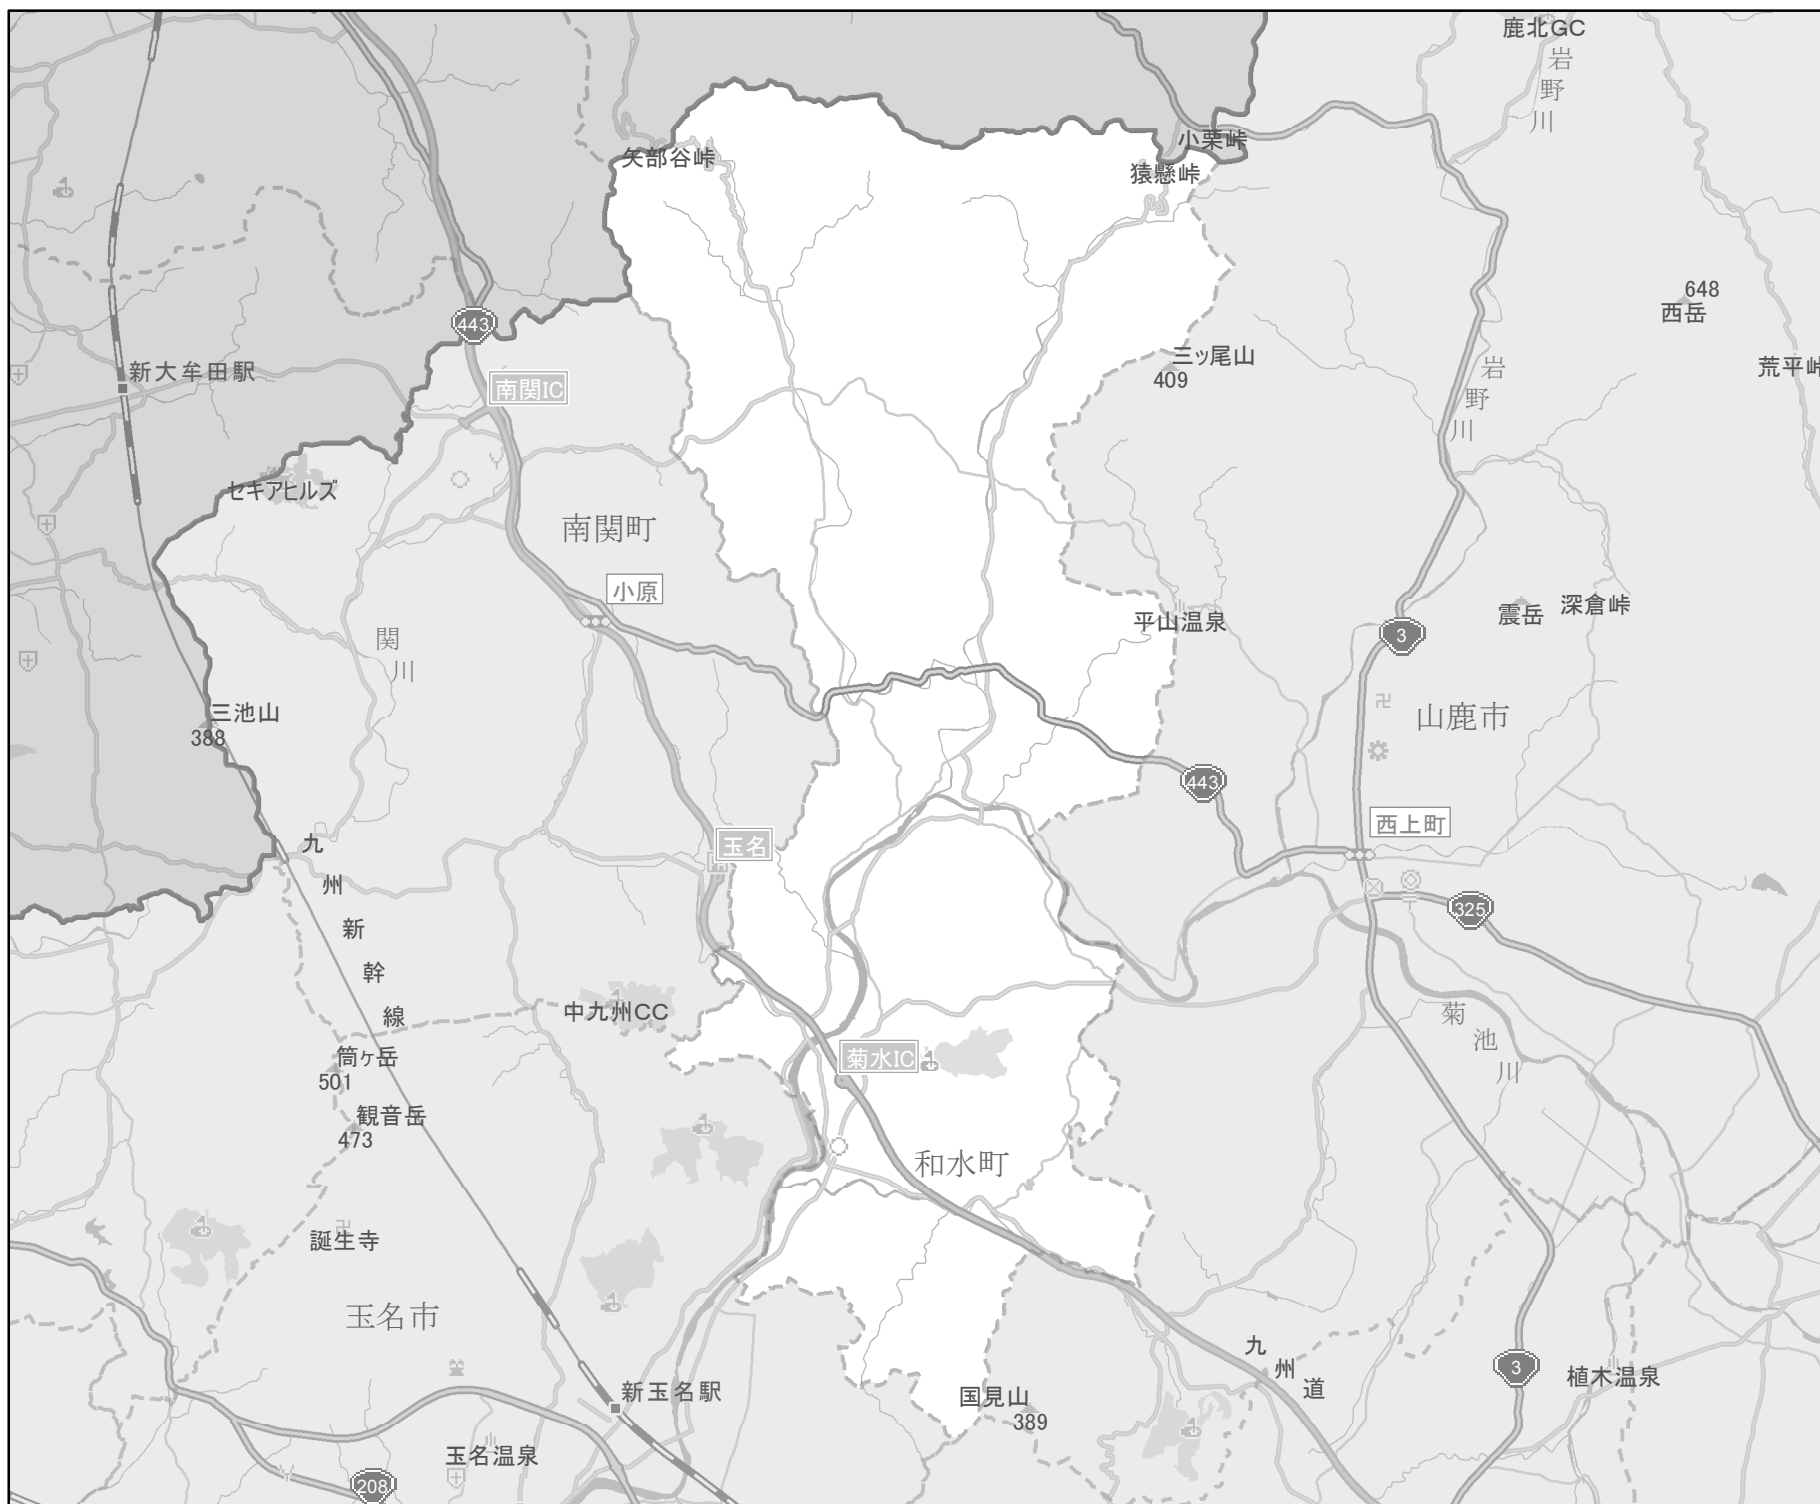 鹿北GC
岩野川
小栗峠
矢部谷峠
猿懸峠
648
西岳
443
三ッ尾山
409
荒平峠
新大牟田駅
南関IC
岩野川
セキアヒルズ
南関町
小原
平山温泉
震岳
深倉峠
3
関川
三池山
388
山鹿市
443
西上町
玉名
九州新幹線
325
中九州CC
菊池川
筒ヶ岳
501
菊水IC
観音岳
473
和水町
誕生寺
玉名市
九州道
3
植木温泉
新玉名駅
国見山
389
玉名温泉
208